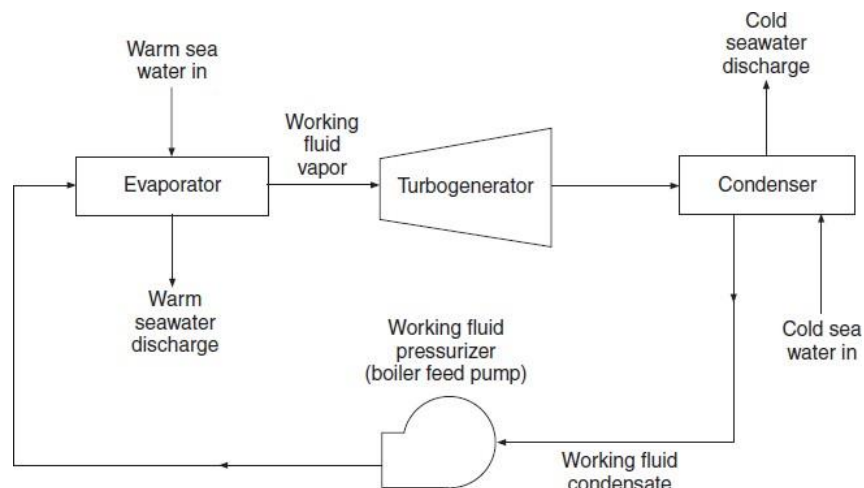 Warm sea
water in
Evaporator
Warm
seawater
discharge
Working
fluid
vapor
Turbogenerator
Cold
seawater
discharge
Condenser
Cold sea
water in
Working fluid
pressurizer
(boiler feed pump)
Working fluid
condensate